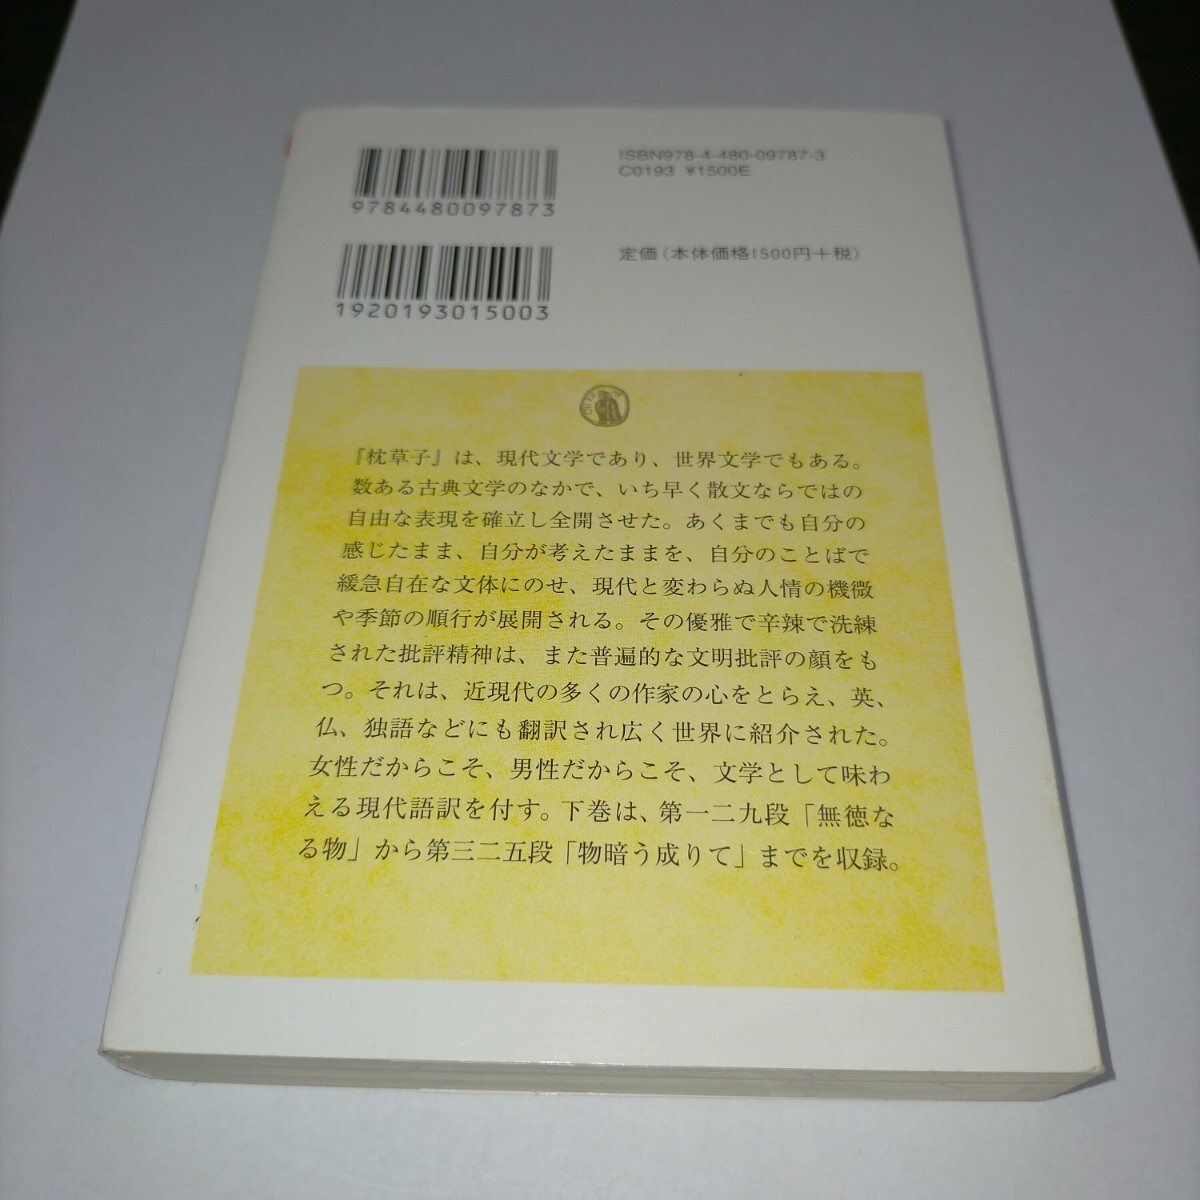 ISBN978-4-480-09787-3
C0193 ¥1500E
9784480097873
定価(本体価格1500円+税)
1920193015003
『枕草子』は、現代文学であり、世界文学でもある。
数ある古典文学のなかで、いち早く散文ならではの
自由な表現を確立し全開させた。あくまでも自分の
感じたまま、自分が考えたままを、自分のことばで
緩急自在な文体にのせ、現代と変わらぬ人情の機微
や季節の順行が展開される。その優雅で辛辣で洗練
された批評精神は、また普遍的な文明批評の顔をも
つ。それは、近現代の多くの作家の心をとらえ、英、
仏、独語などにも翻訳され広く世界に紹介された。
女性だからこそ、男性だからこそ、文学として味わ
える現代語訳を付す。下巻は、第一二九段「無徳な
る物」から第三二五段「物暗う成りて」までを収録。